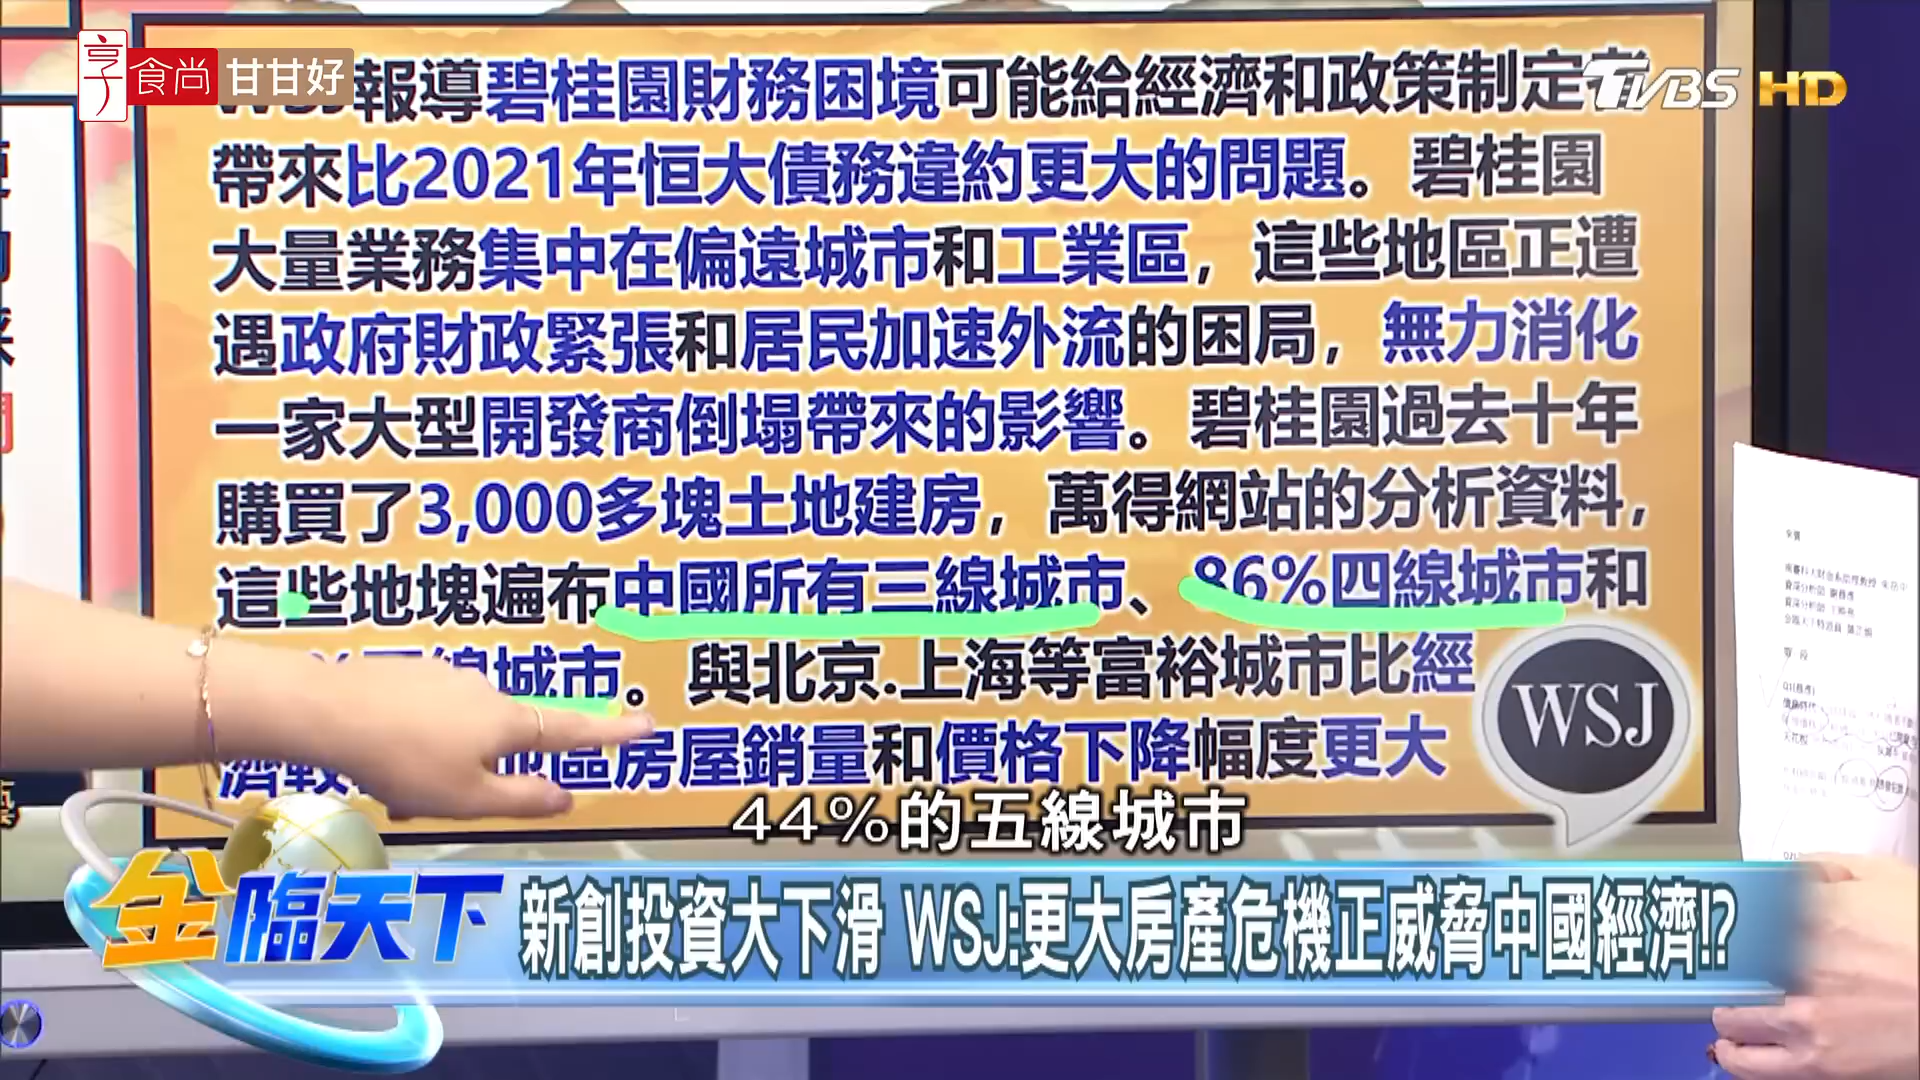 享
食尚 甘甘好
TVBS HD
報導碧桂園財務困境可能給經濟和政策制定者
帶來比2021年恒大債務違約更大的問題。碧桂園
大量業務集中在偏遠城市和工業區，這些地區正遭
遇政府財政緊張和居民加速外流的困局，無力消化
一家大型開發商倒塌帶來的影響。碧桂園過去十年
購買了3,000多塊土地建房，萬得網站的分析資料，
這些地塊遍布中國所有三線城市、86%四線城市和
線城市。與北京.上海等富裕城市比經
地區房屋銷量和價格下降幅度更大
WSJ
44%的五線城市
金臨天下
新創投資大下滑 WSJ:更大房產危機正威脅中國經濟!?